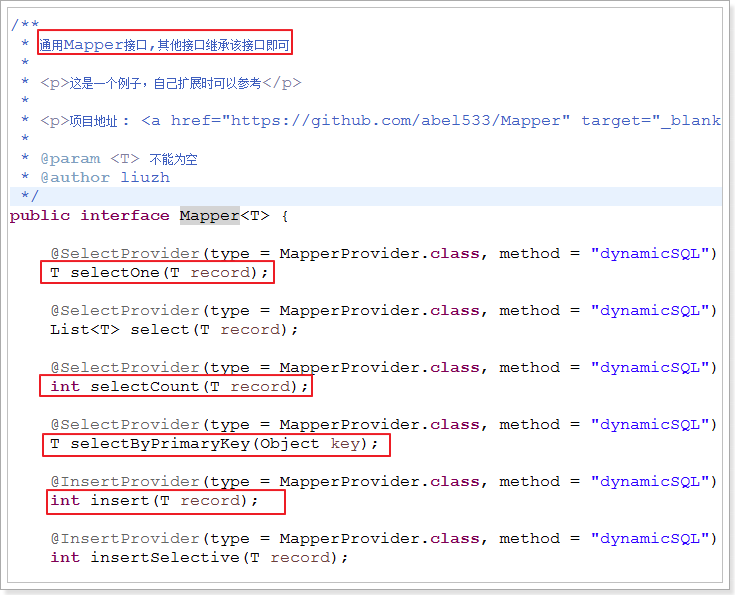 /**
* 通用Mapper接口,其他接口继承该接口即可
*
* <p>这是一个例子，自己扩展时可以参考</p>
*
* <p>项目地址 : <a href="https://github.com/abel533/Mapper" target="_blank
*
* @param <T> 不能为空
* @author liuzh
*/
public interface Mapper<T> {
@SelectProvider(type = MapperProvider.class, method = "dynamicSQL")
T selectOne(T record);
@SelectProvider(type = MapperProvider.class, method = "dynamicSQL")
List<T> select(T record);
@SelectProvider(type = MapperProvider.class, method = "dynamicSQL")
int selectCount(T record);
@SelectProvider(type = MapperProvider.class, method = "dynamicSQL")
T selectByPrimaryKey(Object key);
@InsertProvider(type = MapperProvider.class, method = "dynamicSQL")
int insert(T record);
@InsertProvider(type = MapperProvider.class, method = "dynamicSQL")
int insertSelective(T record);